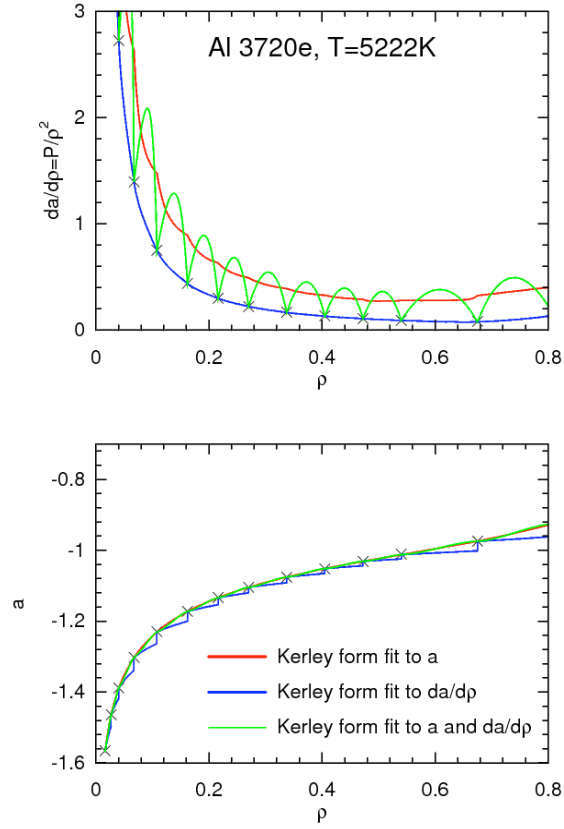 Al 3720e, T=5222K
da/dρ=P/ρ²
3
2
1
0
0 0.2 0.4 0.6 0.8
ρ
a
-0.8
-1
-1.2
-1.4
-1.6
Kerley form fit to a
Kerley form fit to da/dρ
Kerley form fit to a and da/dρ
0 0.2 0.4 0.6 0.8
ρ